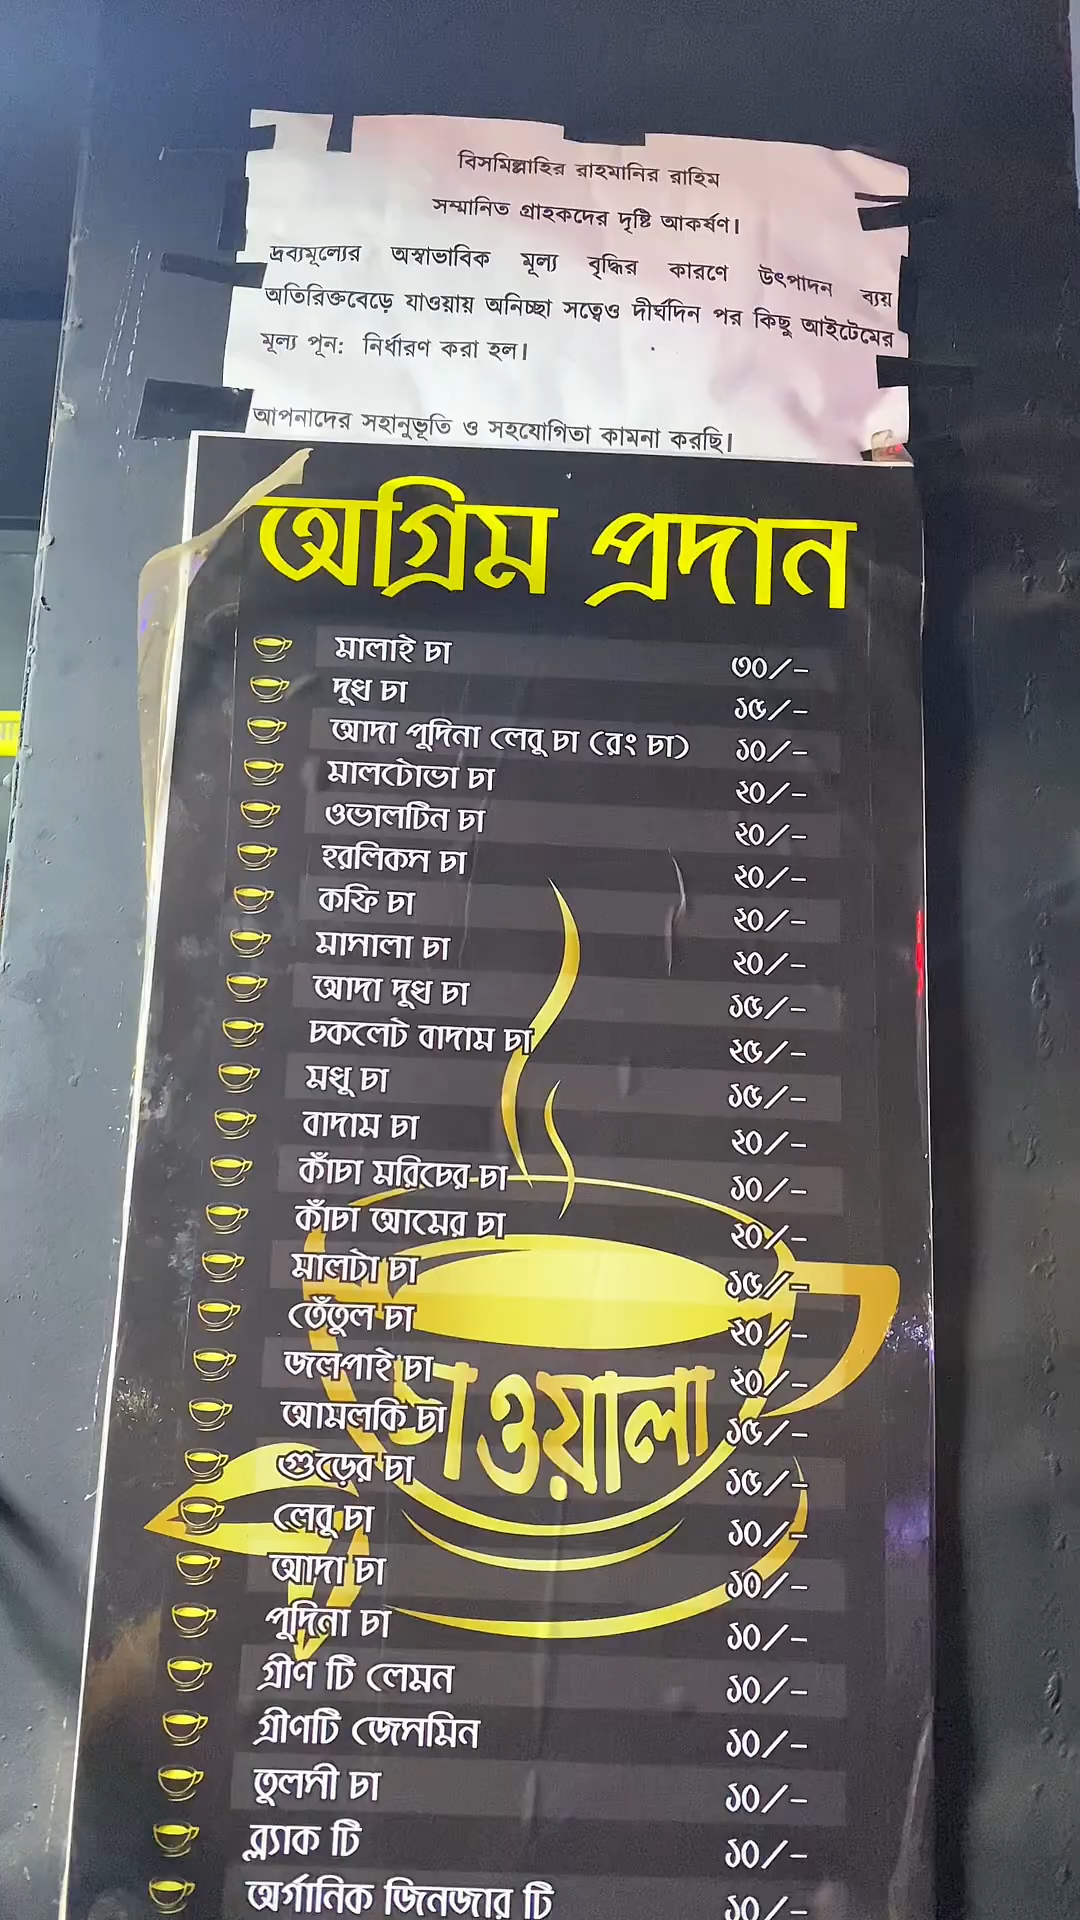 বিসমিল্লাহির রাহমানির রাহিম
সম্মানিত গ্রাহকদের দৃষ্টি আকর্ষণ।
দ্রব্যমূল্যের অস্বাভাবিক মূল্য বৃদ্ধির কারণে উৎপাদন ব্যয়
অতিরিক্তবেড়ে যাওয়ায় অনিচ্ছা সত্বেও দীর্ঘদিন পর কিছু আইটেমের
মূল্য পূন: নির্ধারণ করা হল।
আপনাদের সহানুভূতি ও সহযোগিতা কামনা করছি।
অগ্রিম প্রদান
মালাই চা ৩০/-
দুধ চা ১৫/-
আদা পুদিনা লেবু চা (রং চা) ১০/-
মালটোভা চা ২০/-
ওভালটিন চা ২০/-
হরলিকস চা ২০/-
কফি চা ২০/-
মাসালা চা ২০/-
আদা দুধ চা ১৫/-
চকলেট বাদাম চা ২৫/-
মধু চা ১৫/-
বাদাম চা ২০/-
কাঁচা মরিচের চা ১০/-
কাঁচা আমের চা ২০/-
মালটা চা ১৫/-
তেঁতুল চা ২০/-
জলপাই চা ২০/-
আমলকি চা ১৫/-
গুড়ের চা ১৫/-
লেবু চা ১০/-
আদা চা ১০/-
পুদিনা চা ১০/-
গ্রীণ টি লেমন ১০/-
গ্রীণটি জেসমিন ১০/-
তুলসী চা ১০/-
ব্ল্যাক টি ১০/-
অর্গানিক জিনজার টি ১০/-
চাওয়ালা